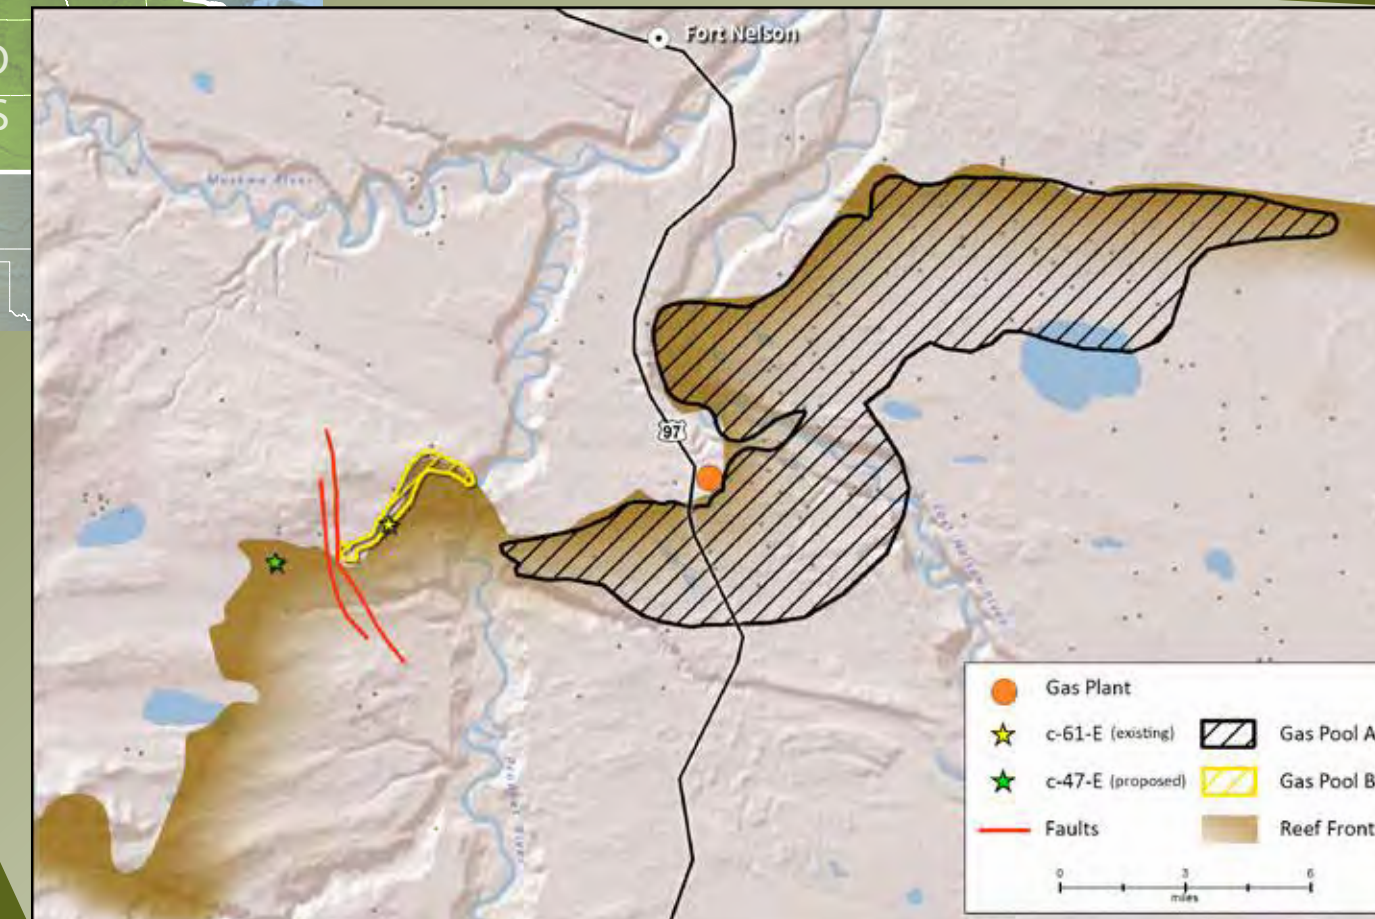 O
S
Fort Nelson
Muskwa River
97
Fort Nelson River
Prophet River
Gas Plant
c-61-E (existing)
Gas Pool A
c-47-E (proposed)
Gas Pool B
Faults
Reef Front
0 3 6
miles